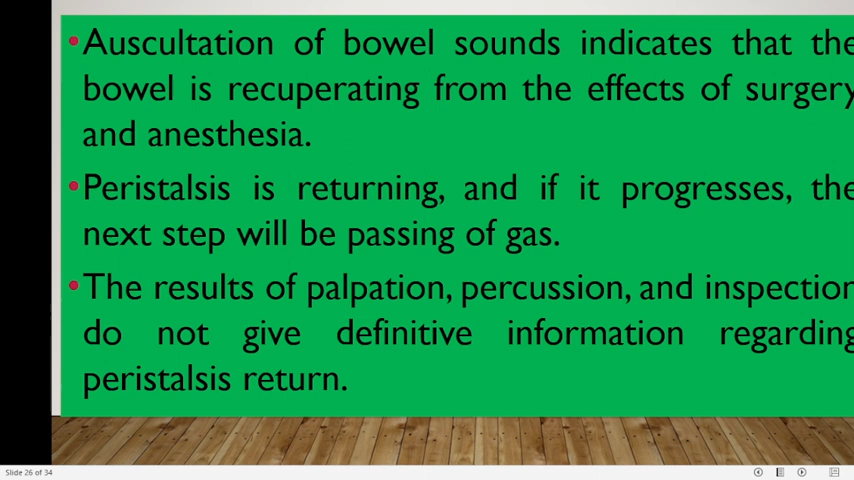 •Auscultation of bowel sounds indicates that the
bowel is recuperating from the effects of surgery
and anesthesia.
•Peristalsis is returning, and if it progresses, the
next step will be passing of gas.
•The results of palpation, percussion, and inspection
do not give definitive information regarding
peristalsis return.
Slide 26 of 34